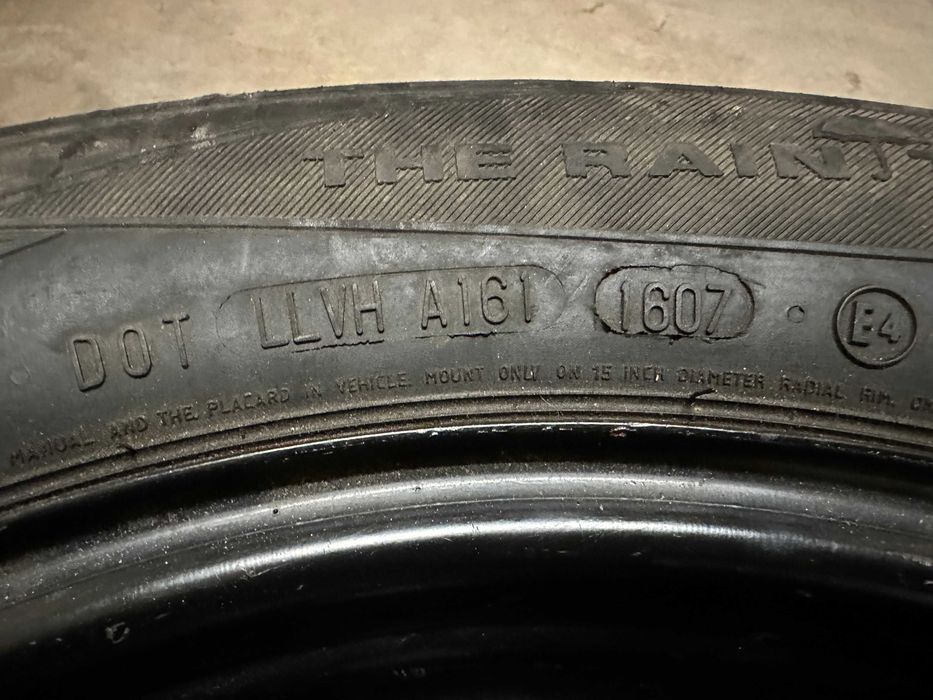 THE RAIN
DOT LLVH A161 1607 E4
MANUAL AND THE PLACARD IN VEHICLE. MOUNT ONLY ON 15 INCH DIAMETER RADIAL RIM.